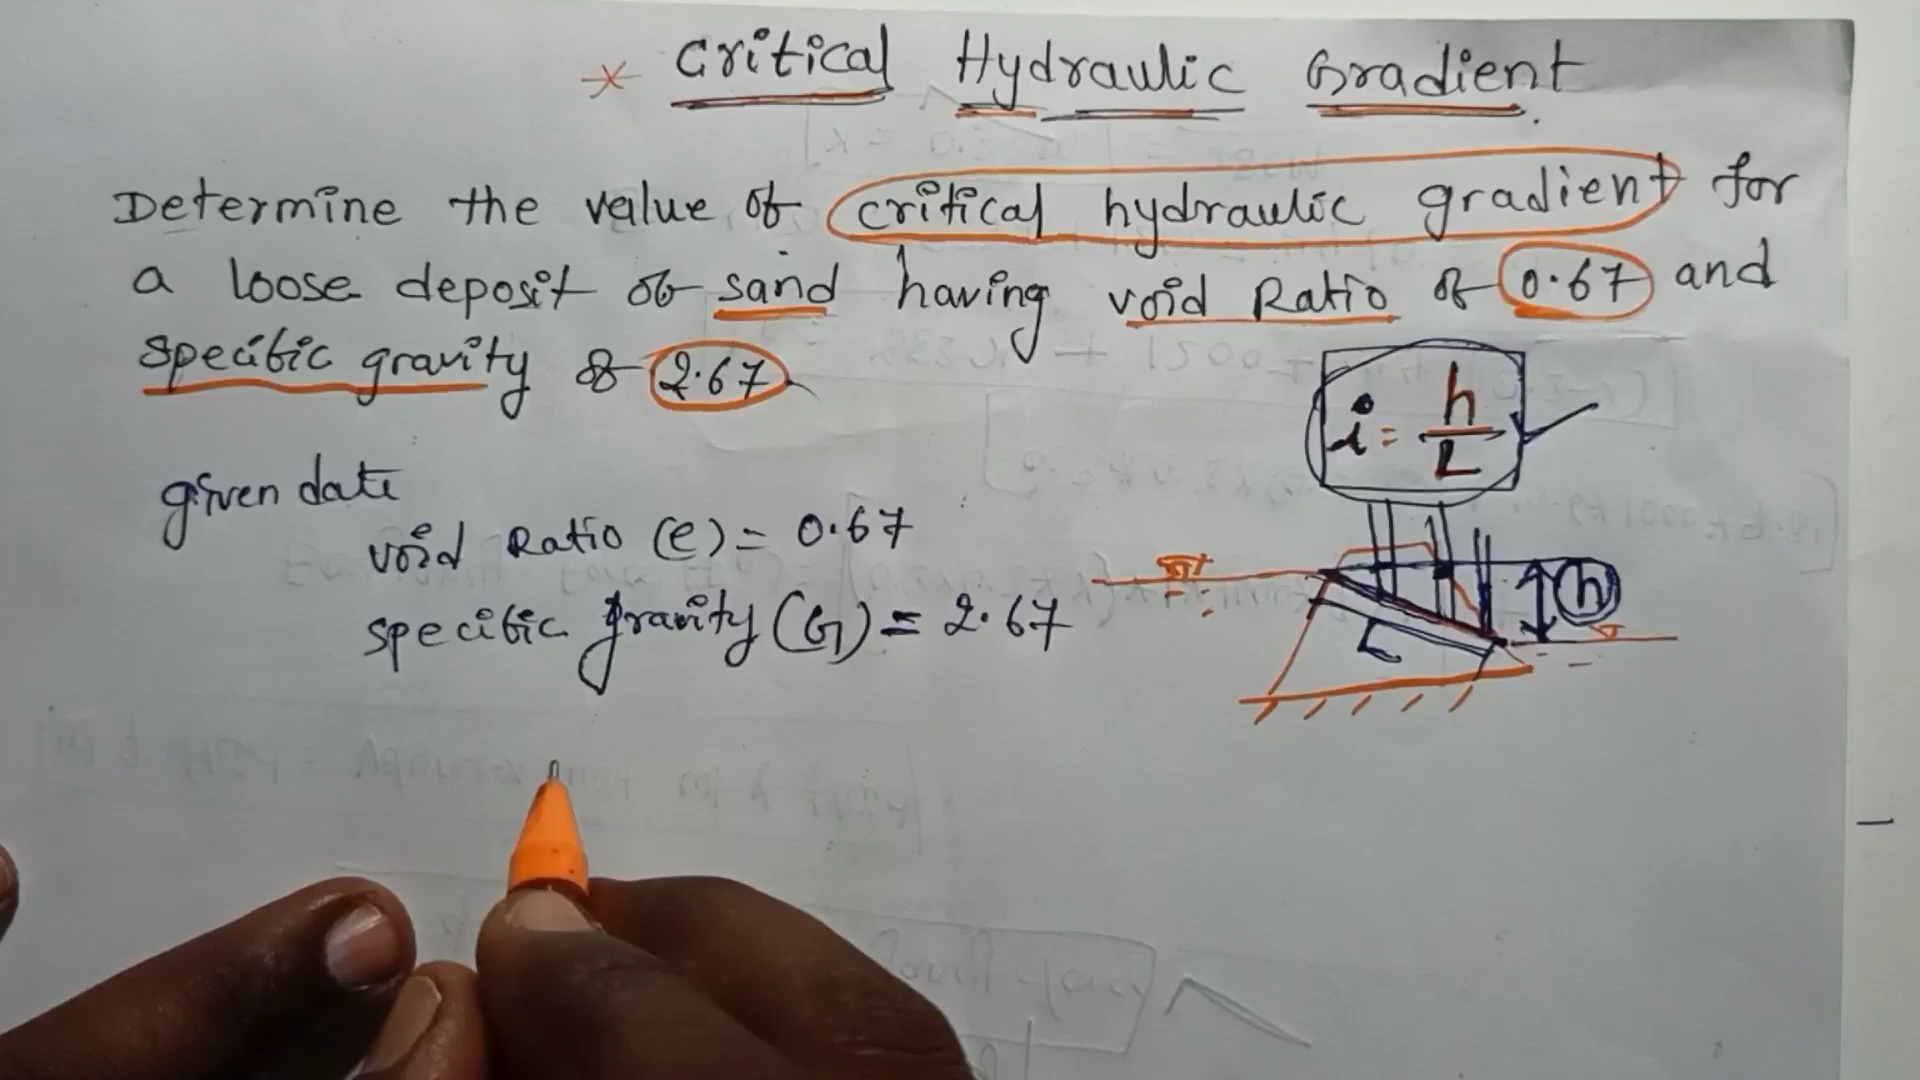 * Critical Hydraulic Gradient
Determine the value of critical hydraulic gradient for
a loose deposit of sand having void Ratio of 0.67 and
specific gravity of 2.67
i = h/L
given date
void Ratio (e) = 0.67
specific gravity (G) = 2.67
h
L